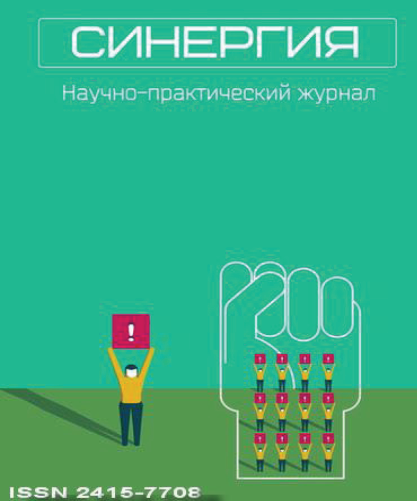 СИНЕРГИЯ
Научно-практический журнал
!
! ! ! !
! ! ! !
! ! ! !
ISSN 2415-7708